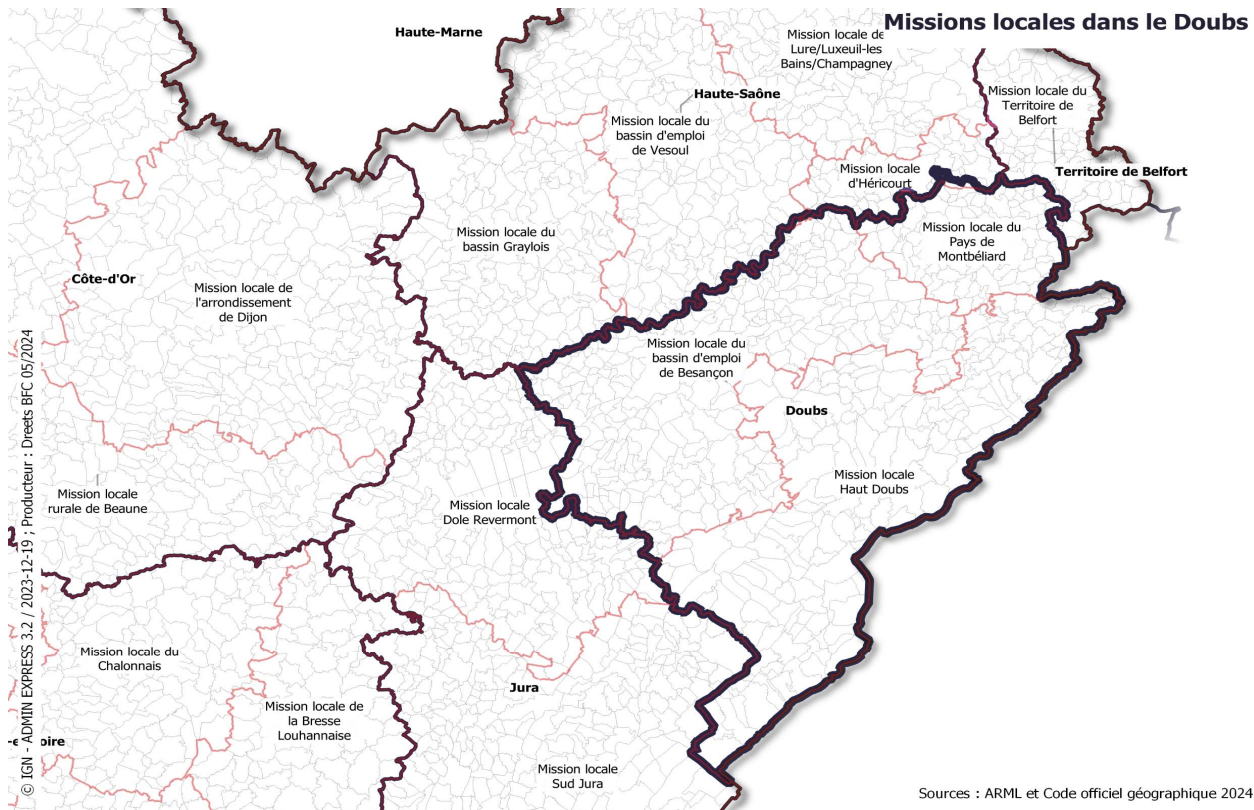 Missions locales dans le Doubs
Haute-Marne
Mission locale de
Lure/Luxeuil-les
Bains/Champagney
Haute-Saône
Mission locale du
Territoire de
Belfort
Mission locale du
bassin d'emploi
de Vesoul
Mission locale
d'Héricourt
Territoire de Belfort
Mission locale du
bassin Graylois
Mission locale du
Pays de
Montbéliard
Côte-d'Or
Mission locale de
l'arrondissement
de Dijon
Mission locale du
bassin d'emploi
de Besançon
Doubs
Mission locale
Haut Doubs
Mission locale
rurale de Beaune
Mission locale
Dole Revermont
Mission locale du
Chalonnais
Jura
Mission locale de
la Bresse
Louhannaise
Mission locale
Sud Jura
oire
© IGN - ADMIN EXPRESS 3.2 / 2023-12-19 ; Producteur : Dreets BFC 05/2024
Sources : ARML et Code officiel géographique 2024